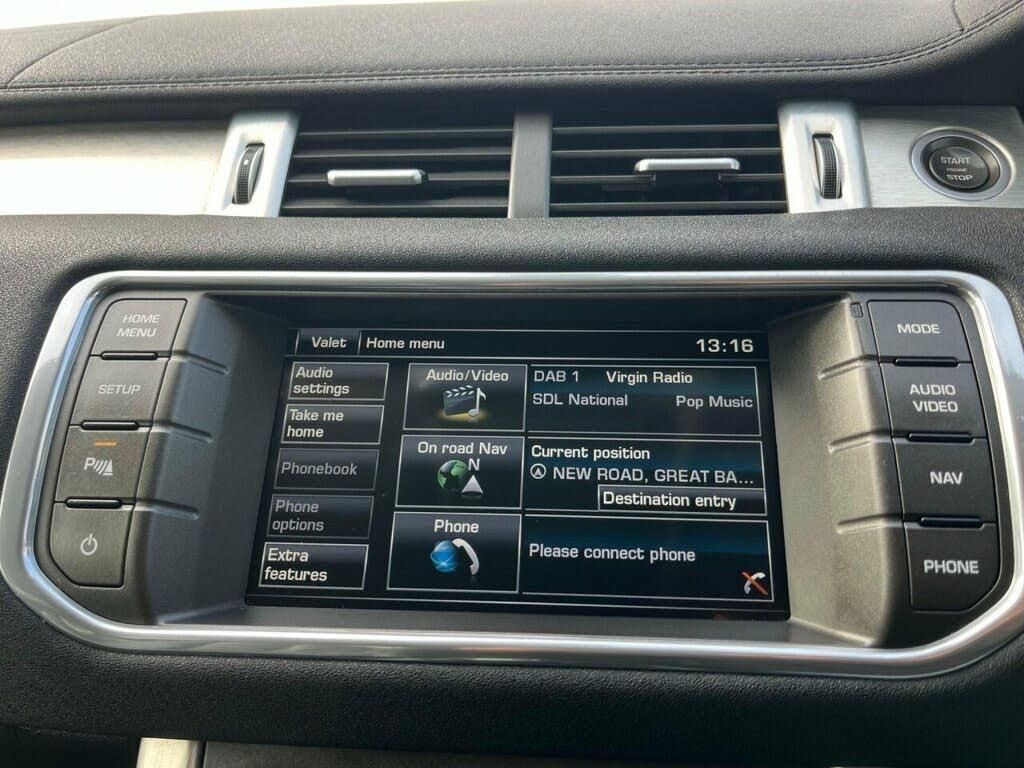 START
ENGINE
STOP
HOME
MENU
SETUP
P
Valet
Home menu
13:16
Audio
settings
Take me
home
Phonebook
Phone
options
Extra
features
Audio/Video
On road Nav
N
Phone
DAB 1 Virgin Radio
SDL National Pop Music
Current position
NEW ROAD, GREAT BA...
Destination entry
Please connect phone
MODE
AUDIO
VIDEO
NAV
PHONE